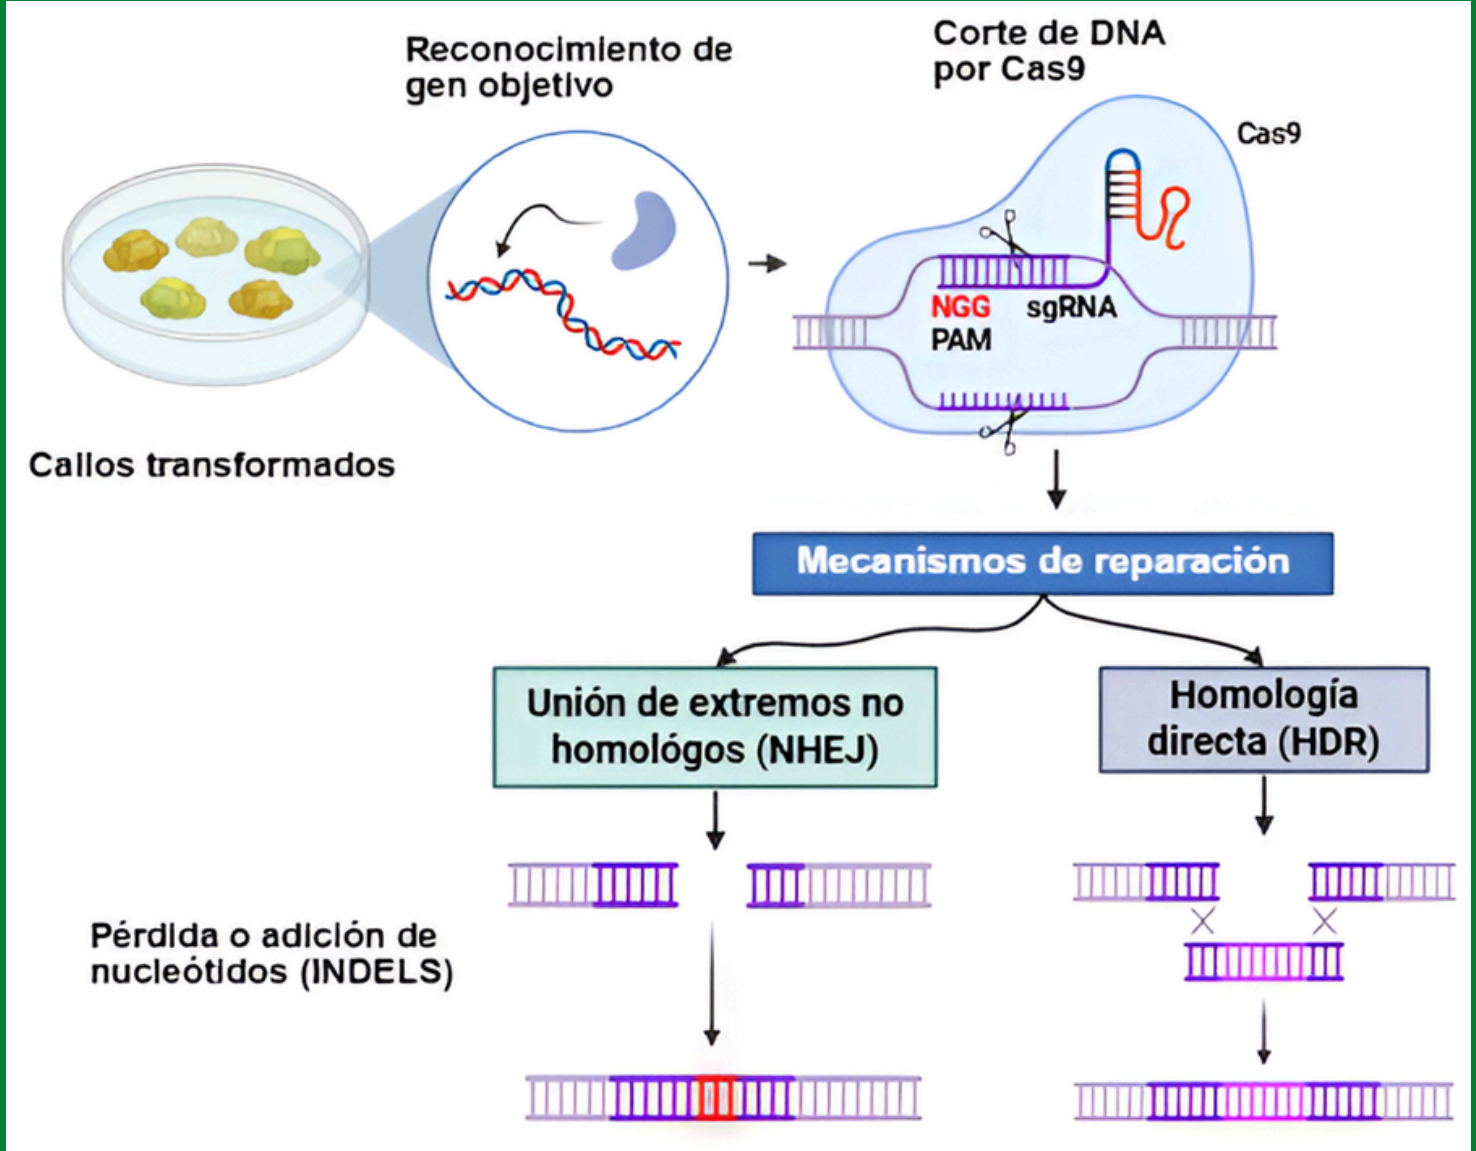 Reconocimiento de
gen objetivo
Corte de DNA
por Cas9
Cas9
NGG
sgRNA
PAM
Callos transformados
Mecanismos de reparación
Unión de extremos no
homológos (NHEJ)
Homología
directa (HDR)
Pérdida o adición de
nucleótidos (INDELS)